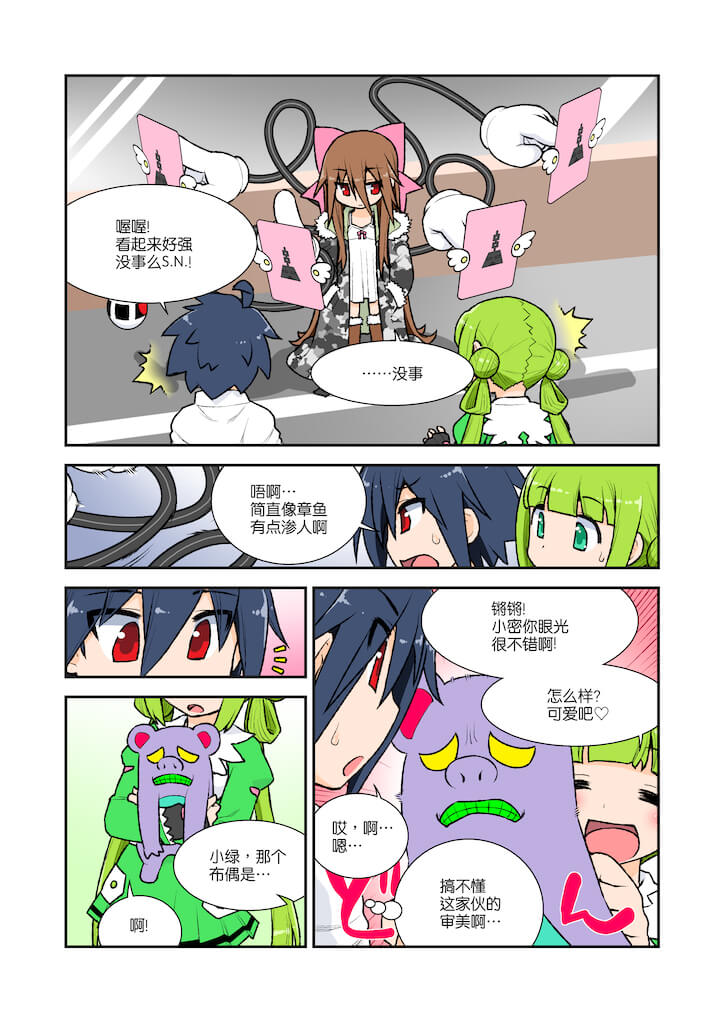 喔喔!
看起来好强
没事么S.N.!
……没事
唔啊…
简直像章鱼
有点渗人啊
小绿，那个
布偶是…
啊!
锵锵!
小密你眼光
很不错啊!
怎么样?
可爱吧♡
哎，啊…
嗯…
搞不懂
这家伙的
审美啊…
どん